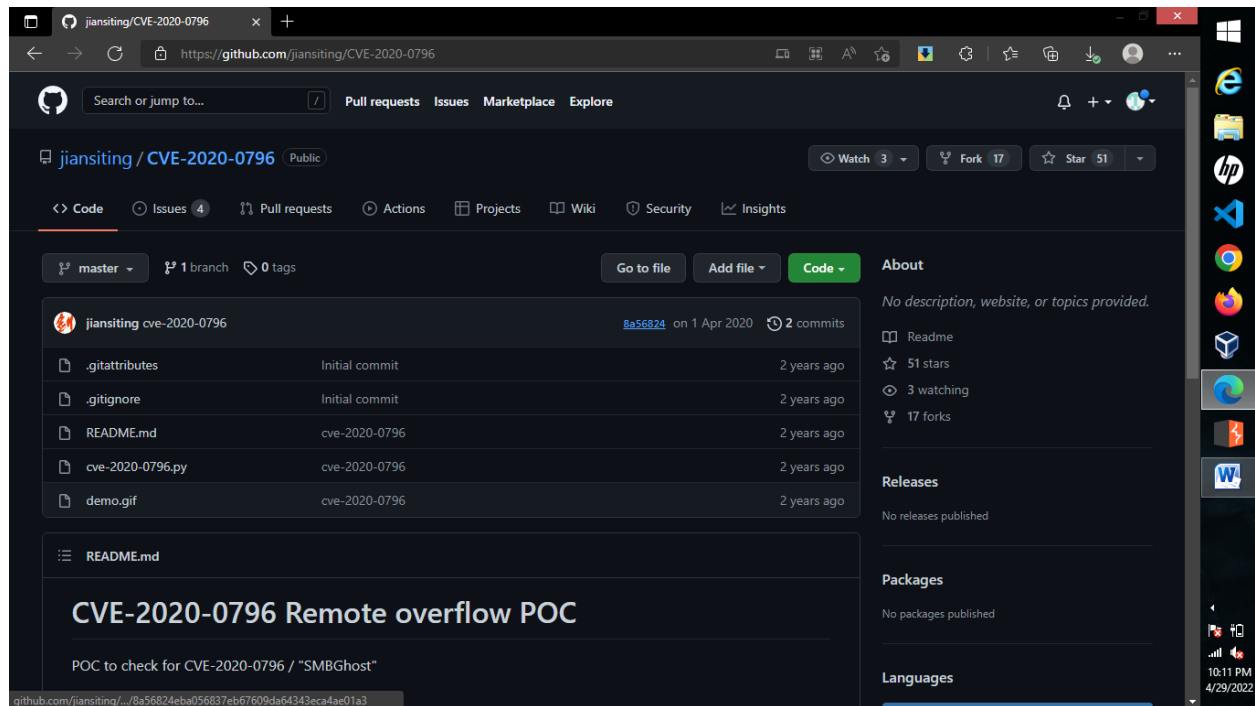 jiansiting/CVE-2020-0796
https://github.com/jiansiting/CVE-2020-0796
Search or jump to... / Pull requests Issues Marketplace Explore
jiansiting / CVE-2020-0796 Public
Watch 3 Fork 17 Star 51
<> Code Issues 4 Pull requests Actions Projects Wiki Security Insights
master 1 branch 0 tags Go to file Add file Code
jiansiting cve-2020-0796 8a56824 on 1 Apr 2020 2 commits
.gitattributes Initial commit 2 years ago
.gitignore Initial commit 2 years ago
README.md cve-2020-0796 2 years ago
cve-2020-0796.py cve-2020-0796 2 years ago
demo.gif cve-2020-0796 2 years ago
README.md
CVE-2020-0796 Remote overflow POC
POC to check for CVE-2020-0796 / "SMBGhost"
About
No description, website, or topics provided.
Readme
51 stars
3 watching
17 forks
Releases
No releases published
Packages
No packages published
Languages
github.com/jiansiting/.../8a56824eba056837eb67609da64343eca4ae01a3
hp
W
10:11 PM
4/29/2022